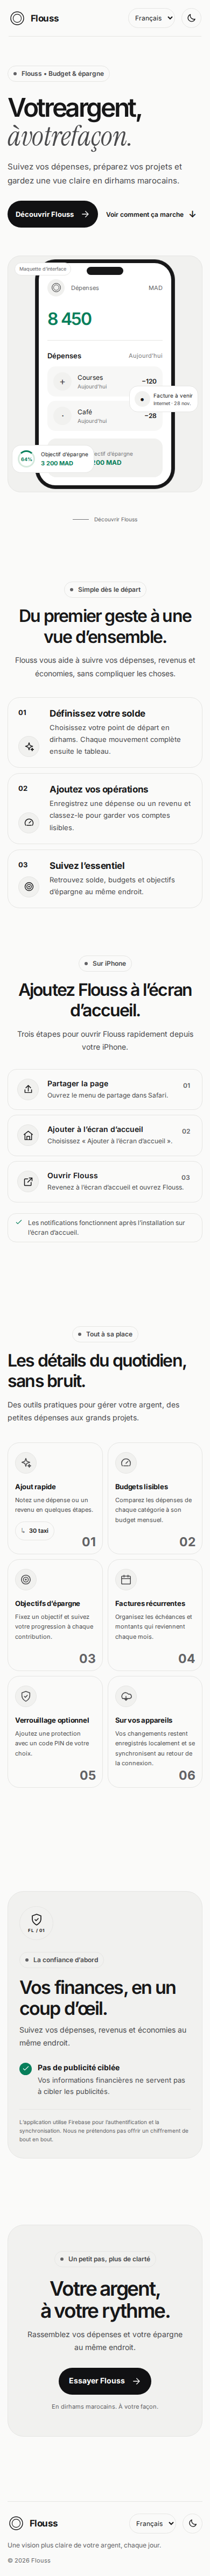 Flouss
Français
Flouss • Budget & épargne
Votreargent,
àvotrefaçon.
Suivez vos dépenses, préparez vos projets et
gardez une vue claire en dirhams marocains.
Découvrir Flouss
Voir comment ça marche
Maquette d'interface
Dépenses
MAD
8 450
Dépenses
Aujourd'hui
Courses
Aujourd'hui
−120
Facture à venir
Internet · 28 nov.
Café
Aujourd'hui
−28
64%
Objectif d'épargne
3 200 MAD
Découvrir Flouss
Simple dès le départ
Du premier geste à une
vue d'ensemble.
Flouss vous aide à suivre vos dépenses, revenus et
économies, sans compliquer les choses.
01
Définissez votre solde
Choisissez votre point de départ en
dirhams. Chaque mouvement complète
ensuite le tableau.
02
Ajoutez vos opérations
Enregistrez une dépense ou un revenu et
classez-le pour garder vos comptes
lisibles.
03
Suivez l'essentiel
Retrouvez solde, budgets et objectifs
d'épargne au même endroit.
Sur iPhone
Ajoutez Flouss à l'écran
d'accueil.
Trois étapes pour ouvrir Flouss rapidement depuis
votre iPhone.
Partager la page
01
Ouvrez le menu de partage dans Safari.
Ajouter à l'écran d'accueil
02
Choisissez « Ajouter à l'écran d'accueil ».
Ouvrir Flouss
03
Revenez à l'écran d'accueil et ouvrez Flouss.
Les notifications fonctionnent après l'installation sur
l'écran d'accueil.
Tout à sa place
Les détails du quotidien,
sans bruit.
Des outils pratiques pour gérer votre argent, des
petites dépenses aux grands projets.
Ajout rapide
Notez une dépense ou un
revenu en quelques étapes.
30 taxi
01
Budgets lisibles
Comparez les dépenses de
chaque catégorie à son
budget mensuel.
02
Objectifs d'épargne
Fixez un objectif et suivez
votre progression à chaque
contribution.
03
Factures récurrentes
Organisez les échéances et
montants qui reviennent
chaque mois.
04
Verrouillage optionnel
Ajoutez une protection
avec un code PIN de votre
choix.
05
Sur vos appareils
Vos changements restent
enregistrés localement et se
synchronisent au retour de
la connexion.
06
FL / 01
La confiance d'abord
Vos finances, en un
coup d'œil.
Suivez vos dépenses, revenus et économies au
même endroit.
Pas de publicité ciblée
Vos informations financières ne servent pas
à cibler les publicités.
L'application utilise Firebase pour l'authentification et la
synchronisation. Nous ne prétendons pas offrir un chiffrement de
bout en bout.
Un petit pas, plus de clarté
Votre argent,
à votre rythme.
Rassemblez vos dépenses et votre épargne
au même endroit.
Essayer Flouss
En dirhams marocains. À votre façon.
Flouss
Français
Une vision plus claire de votre argent, chaque jour.
© 2026 Flouss